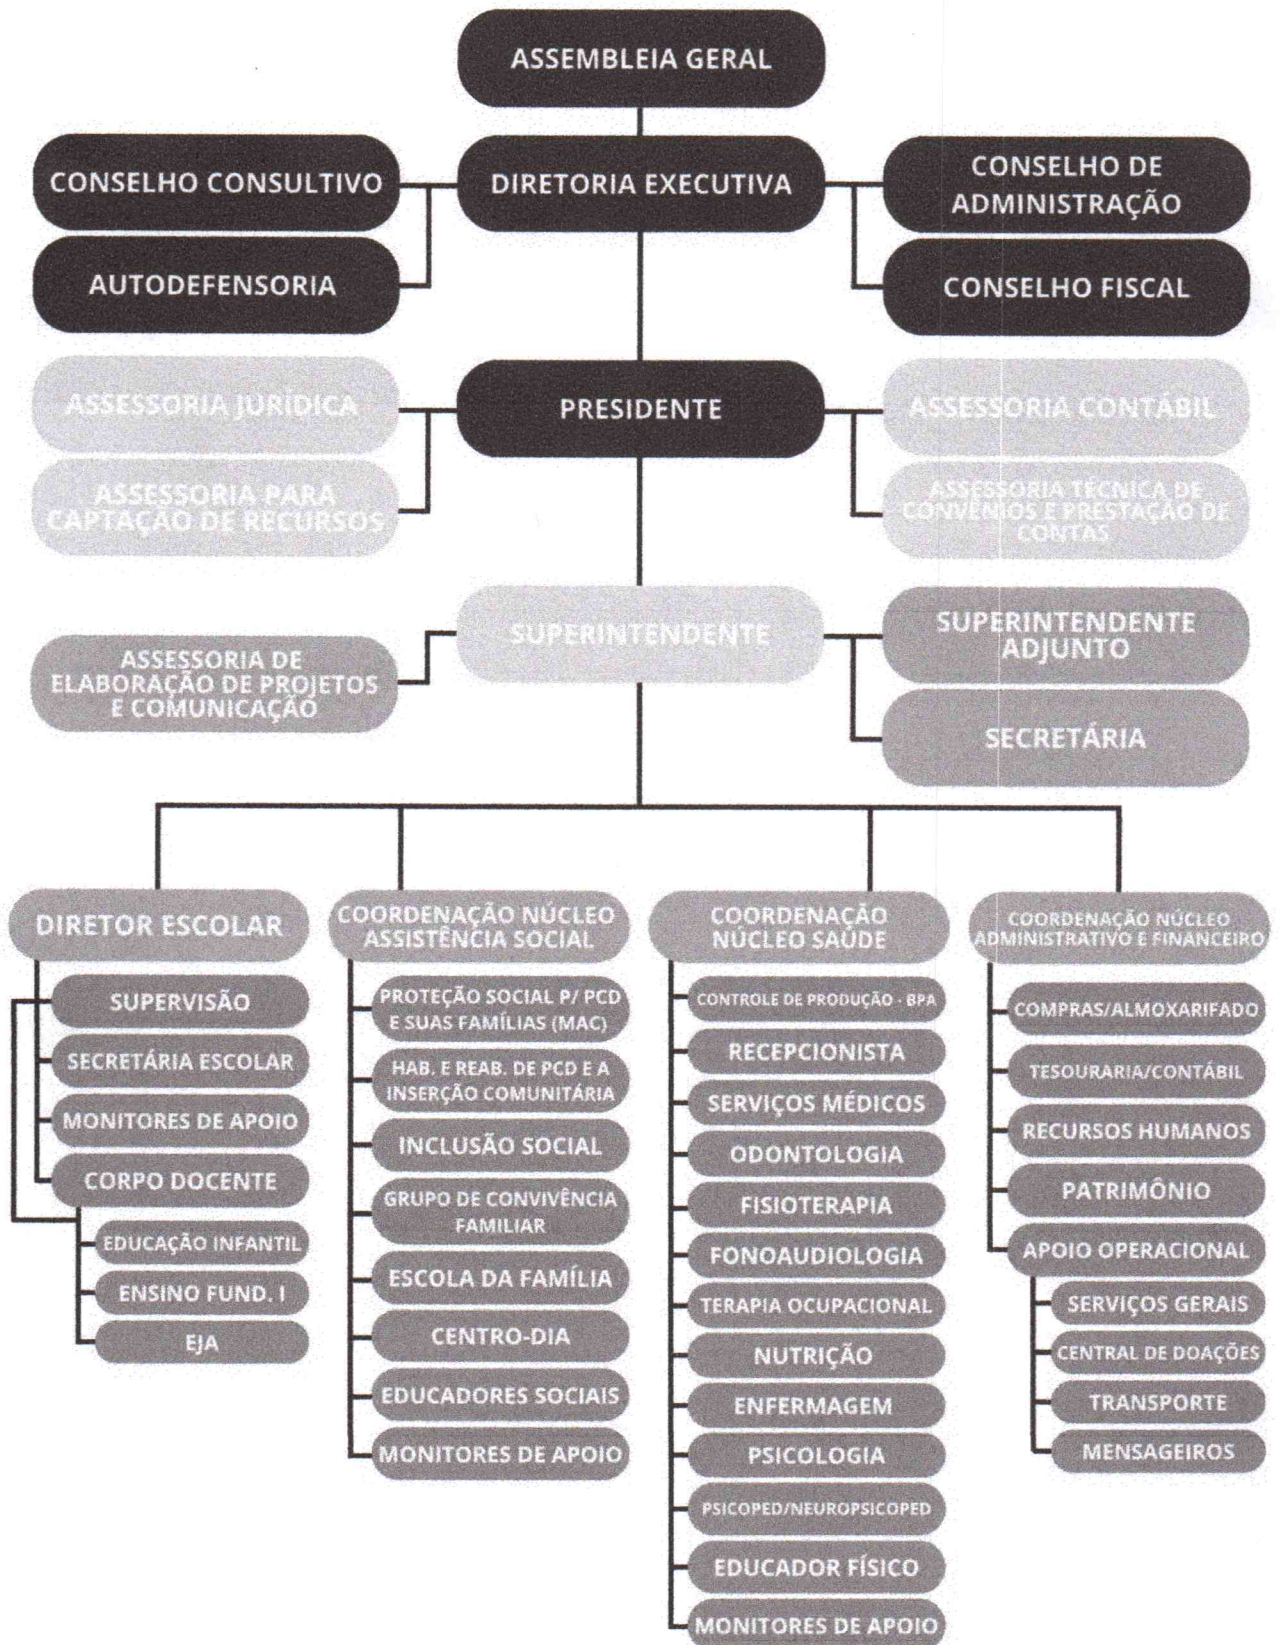 ASSEMBLEIA GERAL
CONSELHO CONSULTIVO
DIRETORIA EXECUTIVA
CONSELHO DE
ADMINISTRAÇÃO
AUTODEFENSORIA
CONSELHO FISCAL
ASSESSORIA JURÍDICA
PRESIDENTE
ASSESSORIA CONTÁBIL
ASSESSORIA PARA
CAPTAÇÃO DE RECURSOS
ASSESSORIA TÉCNICA DE
CONVÊNIOS E PRESTAÇÃO DE
CONTAS
SUPERINTENDENTE
SUPERINTENDENTE
ADJUNTO
ASSESSORIA DE
ELABORAÇÃO DE PROJETOS
E COMUNICAÇÃO
SECRETÁRIA
DIRETOR ESCOLAR
SUPERVISÃO
SECRETÁRIA ESCOLAR
MONITORES DE APOIO
CORPO DOCENTE
EDUCAÇÃO INFANTIL
ENSINO FUND. I
EJA
COORDENAÇÃO NÚCLEO
ASSISTÊNCIA SOCIAL
PROTEÇÃO SOCIAL P/ PCD
E SUAS FAMÍLIAS (MAC)
HAB. E REAB. DE PCD E A
INSERÇÃO COMUNITÁRIA
INCLUSÃO SOCIAL
GRUPO DE CONVIVÊNCIA
FAMILIAR
ESCOLA DA FAMÍLIA
CENTRO-DIA
EDUCADORES SOCIAIS
MONITORES DE APOIO
COORDENAÇÃO
NÚCLEO SAÚDE
CONTROLE DE PRODUÇÃO - BPA
RECEPCIONISTA
SERVIÇOS MÉDICOS
ODONTOLOGIA
FISIOTERAPIA
FONOAUDIOLOGIA
TERAPIA OCUPACIONAL
NUTRIÇÃO
ENFERMAGEM
PSICOLOGIA
PSICOPED/NEUROPSICOPED
EDUCADOR FÍSICO
MONITORES DE APOIO
COORDENAÇÃO NÚCLEO
ADMINISTRATIVO E FINANCEIRO
COMPRAS/ALMOXARIFADO
TESOURARIA/CONTÁBIL
RECURSOS HUMANOS
PATRIMÔNIO
APOIO OPERACIONAL
SERVIÇOS GERAIS
CENTRAL DE DOAÇÕES
TRANSPORTE
MENSAGEIROS